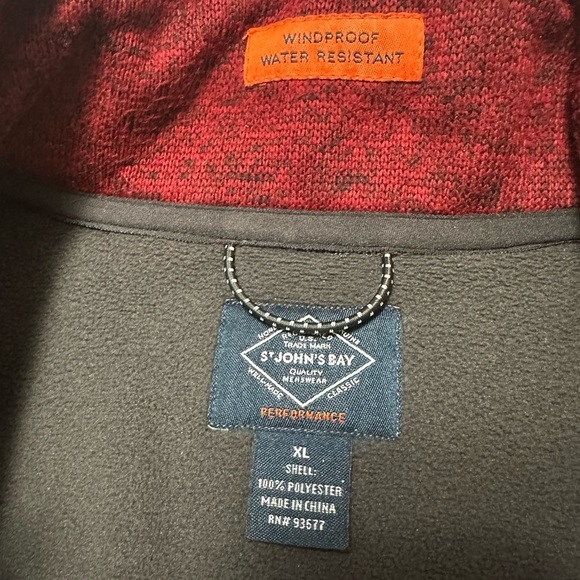 WINDPROOF
WATER RESISTANT
U.S.
TRADE MARK
ST JOHN'S BAY
QUALITY
MENSWEAR
WELL-MADE
CLASSIC
PERFORMANCE
XL
SHELL:
100% POLYESTER
MADE IN CHINA
RN# 93677